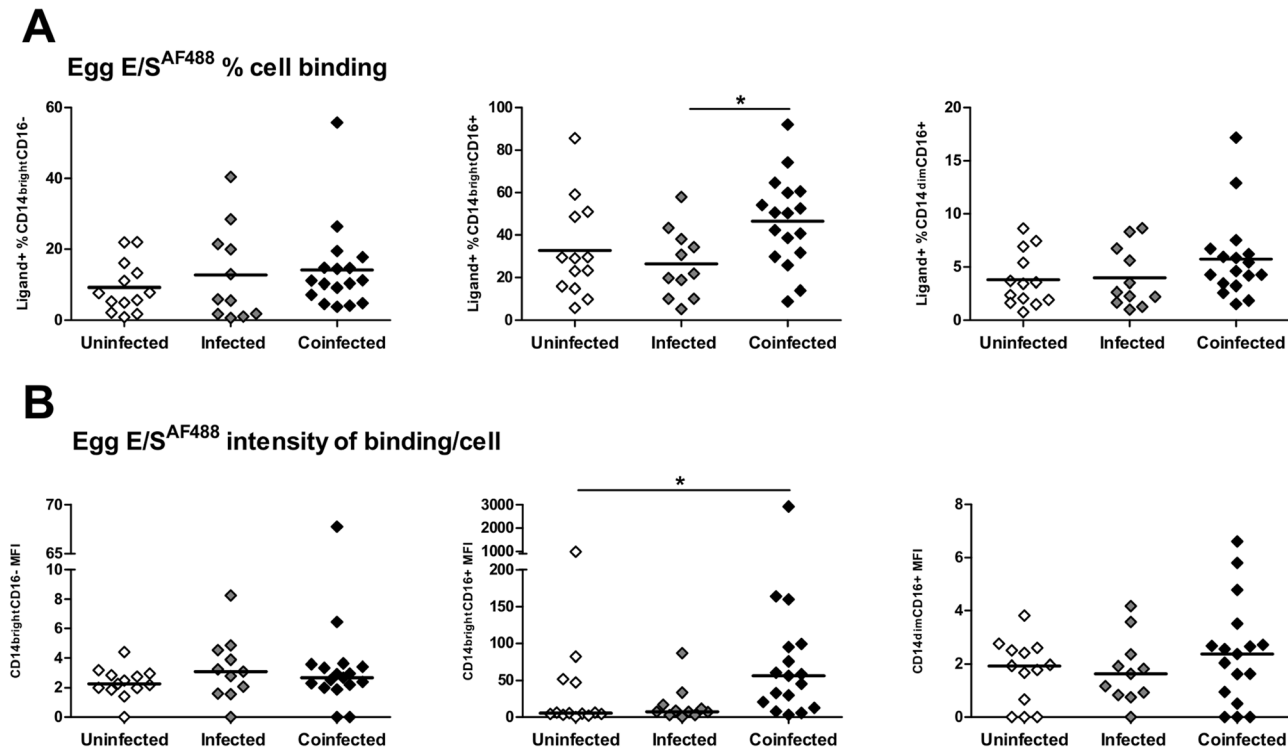 A
Egg E/S^AF488 % cell binding
Ligand+ %CD14brightCD16-
60
40
20
0
Uninfected Infected Coinfected
Ligand+ %CD14brightCD16+
100
80
60
40
20
0
*
Uninfected Infected Coinfected
Ligand+ %CD14dimCD16+
20
15
10
5
0
Uninfected Infected Coinfected
B
Egg E/S^AF488 intensity of binding/cell
CD14brightCD16- MFI
70
65
10
8
6
4
2
0
Uninfected Infected Coinfected
CD14brightCD16+ MFI
3000
2000
1000
200
150
100
50
0
*
Uninfected Infected Coinfected
CD14dimCD16+ MFI
8
6
4
2
0
Uninfected Infected Coinfected